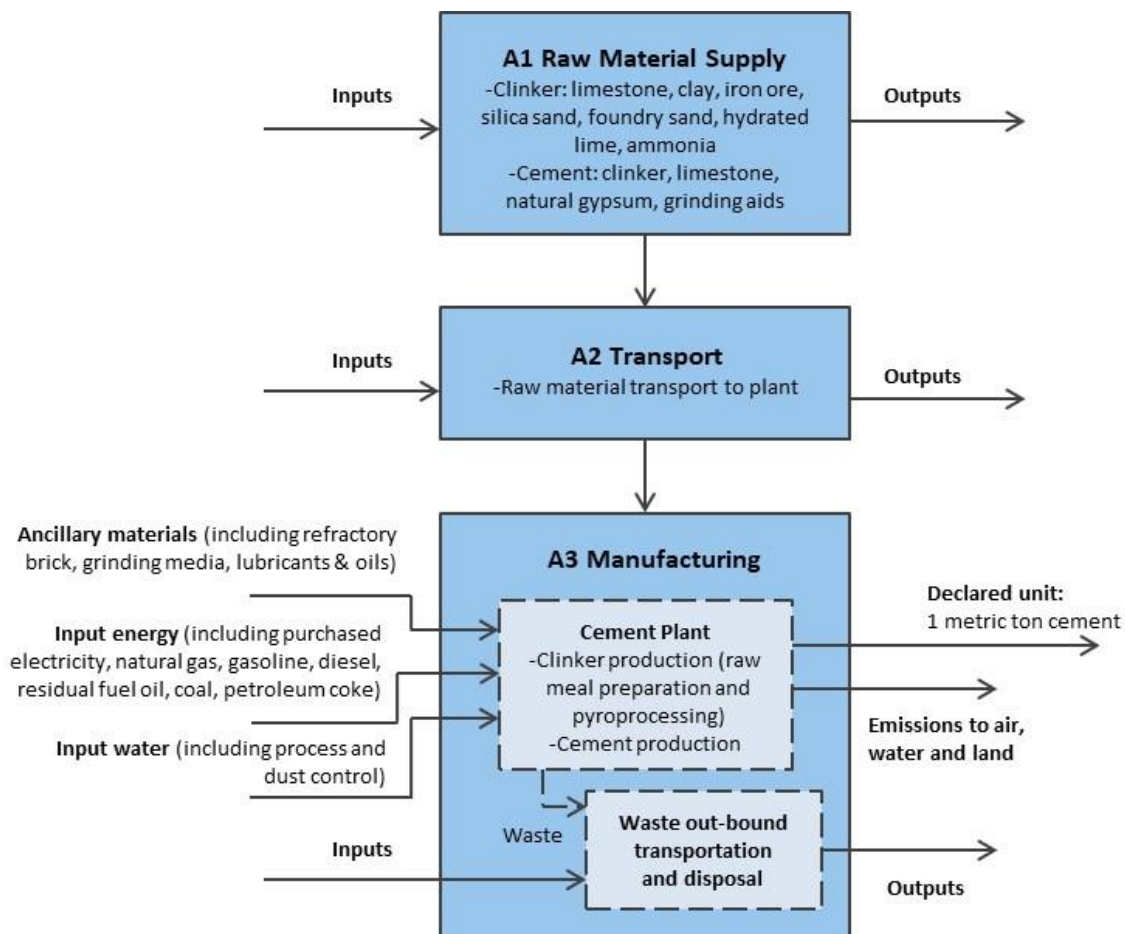 A1 Raw Material Supply
-Clinker: limestone, clay, iron ore,
silica sand, foundry sand, hydrated
lime, ammonia
-Cement: clinker, limestone,
natural gypsum, grinding aids
Inputs
Outputs
A2 Transport
-Raw material transport to plant
Inputs
Outputs
A3 Manufacturing
Ancillary materials (including refractory
brick, grinding media, lubricants & oils)
Input energy (including purchased
electricity, natural gas, gasoline, diesel,
residual fuel oil, coal, petroleum coke)
Input water (including process and
dust control)
Cement Plant
-Clinker production (raw
meal preparation and
pyroprocessing)
-Cement production
Declared unit:
1 metric ton cement
Emissions to air,
water and land
Waste
Inputs
Waste out-bound
transportation
and disposal
Outputs